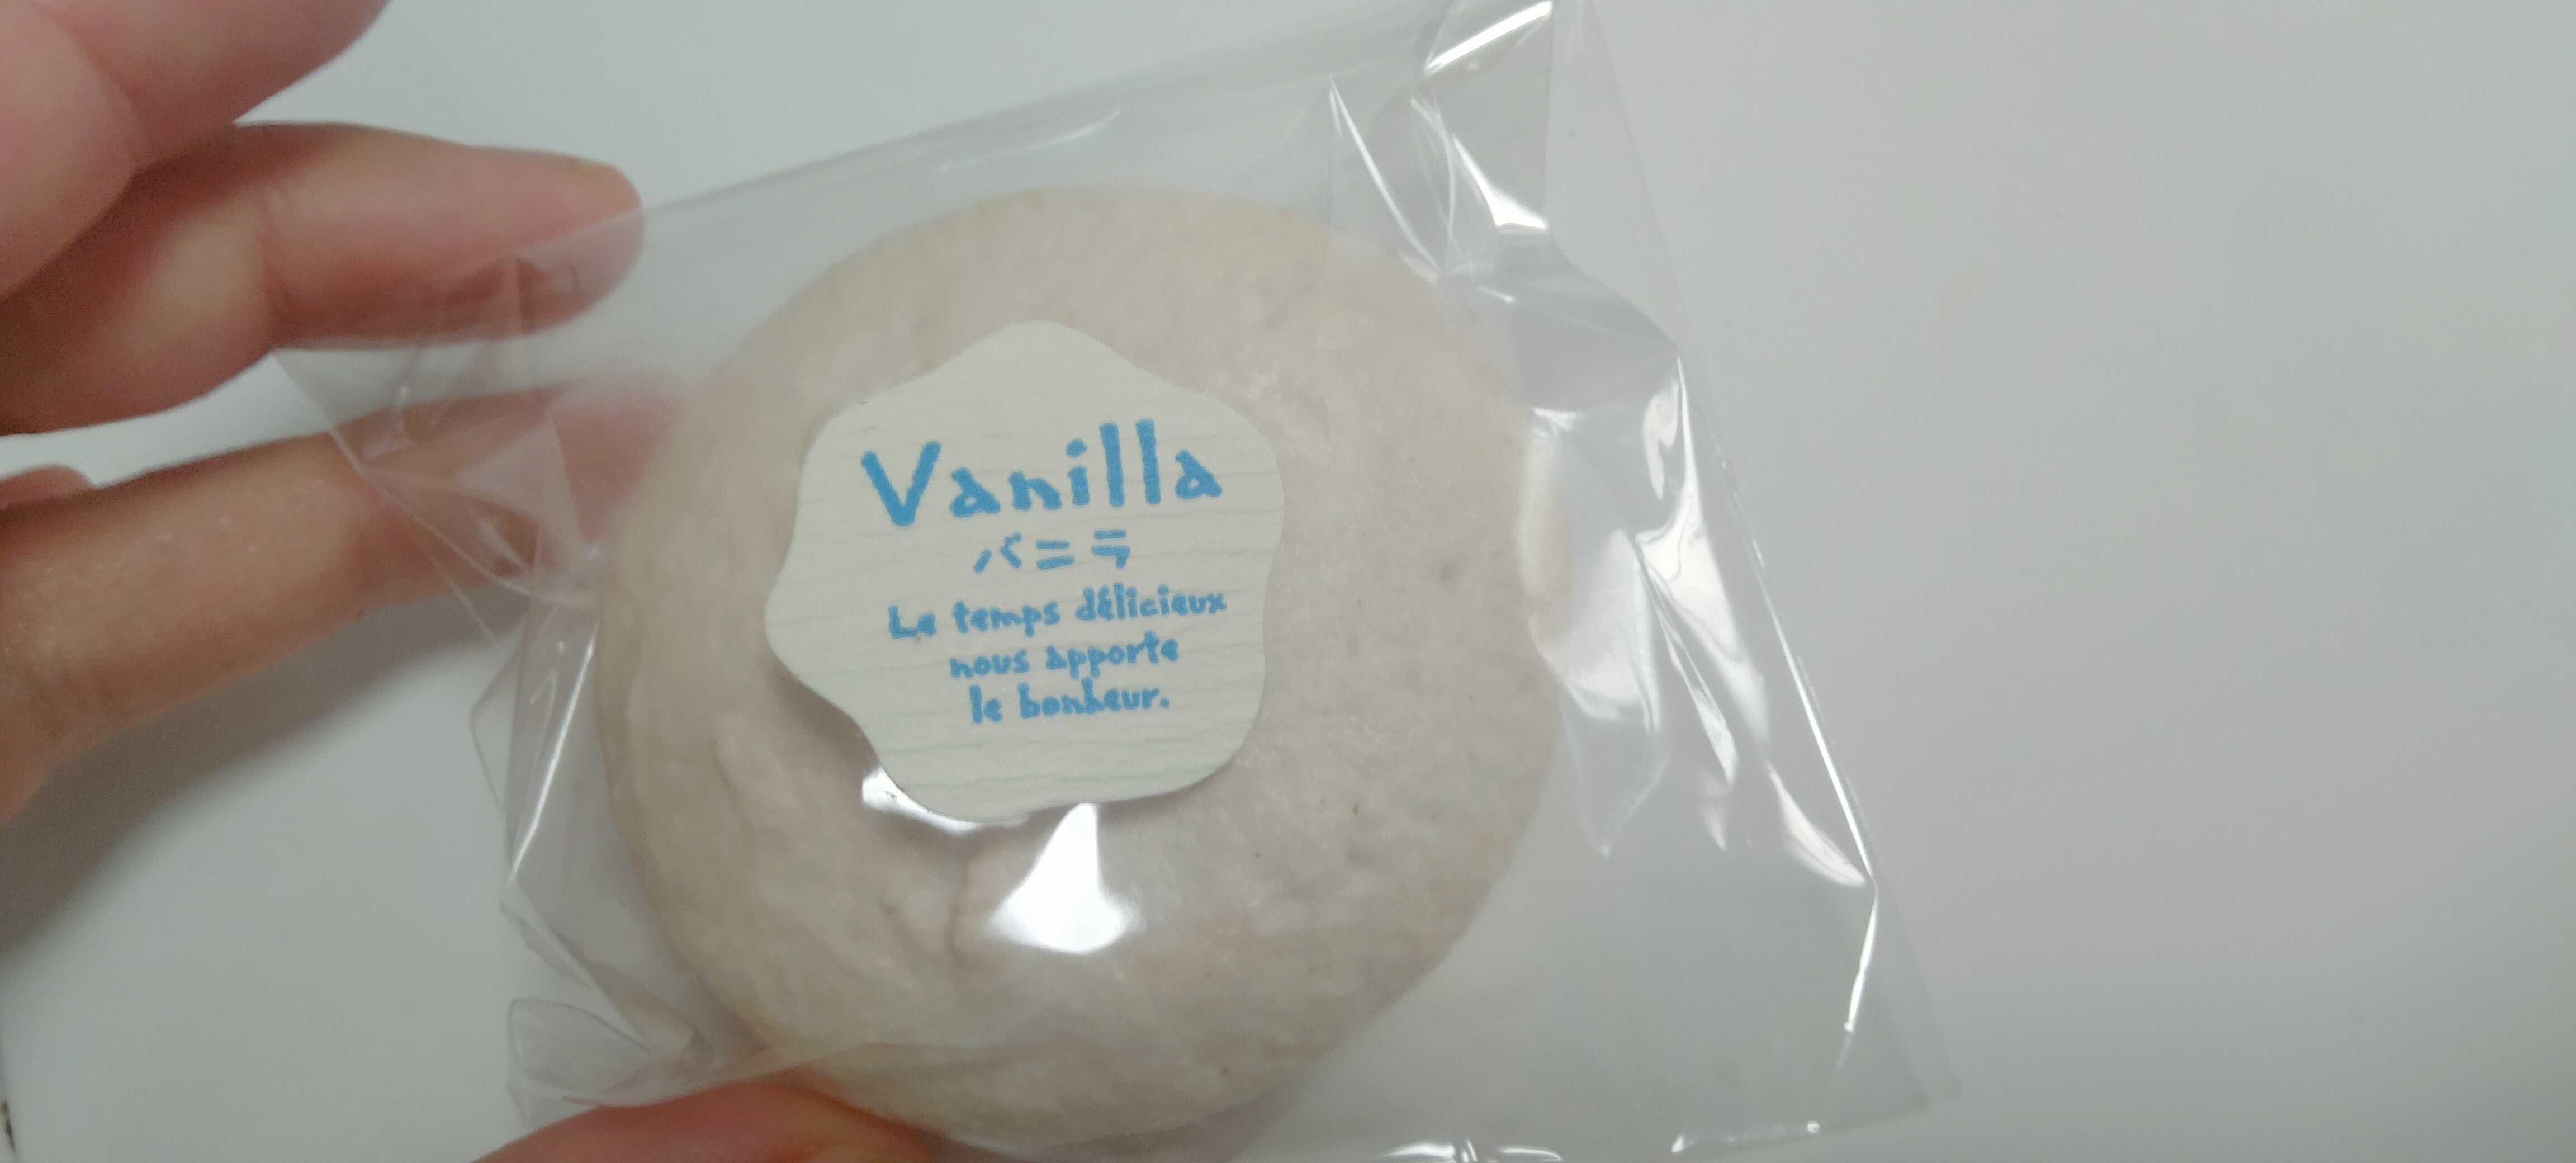 Vanilla
バニラ
Le temps délicieux
nous apporte
le bonheur.